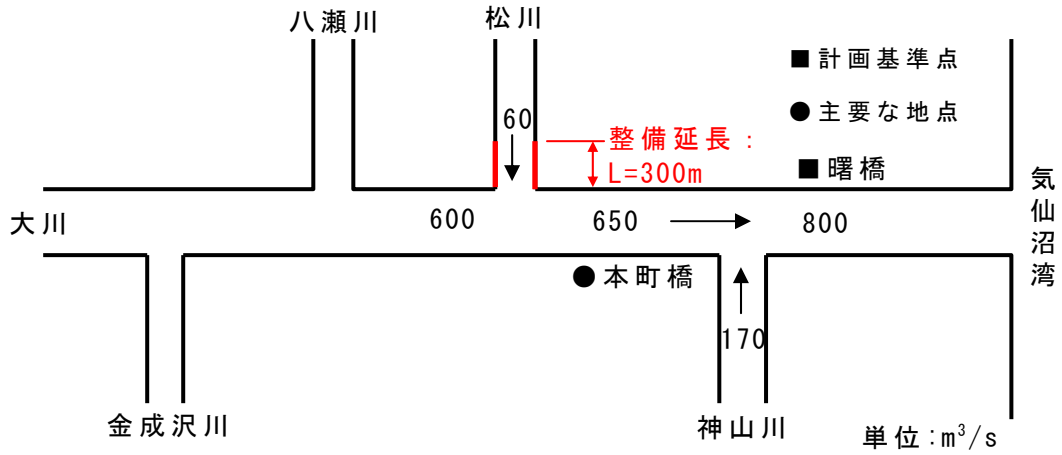 八瀬川
松川
■計画基準点
●主要な地点
60
整備延長：
L=300m
■曙橋
気仙沼湾
大川
600
650
800
●本町橋
170
金成沢川
神山川
単位:m³/s